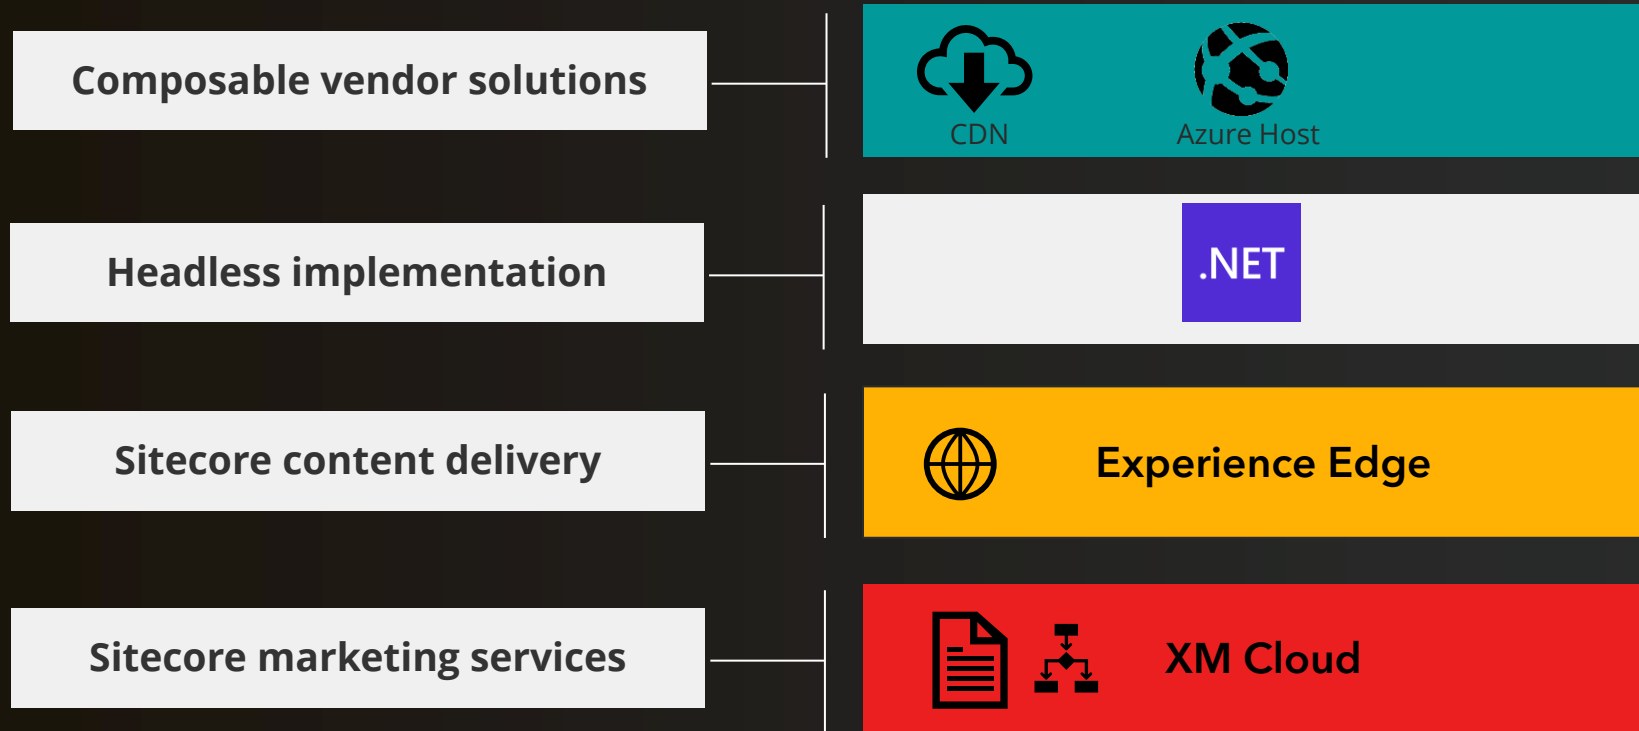 Composable vendor solutions
CDN
Azure Host
Headless implementation
.NET
Sitecore content delivery
Experience Edge
Sitecore marketing services
XM Cloud